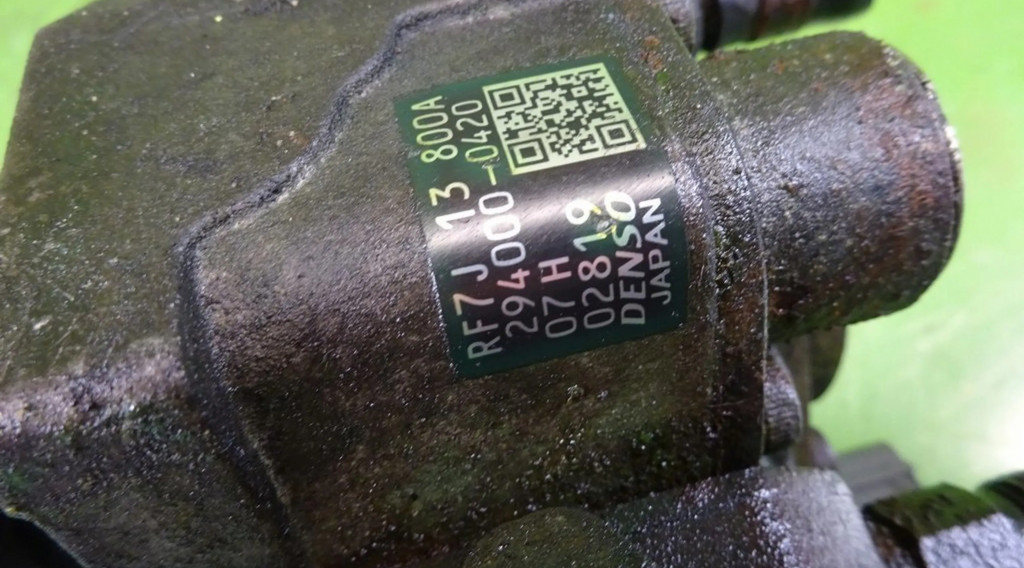 RF7J 13 800A
294000-0420
07H
02819
DENSO
JAPAN